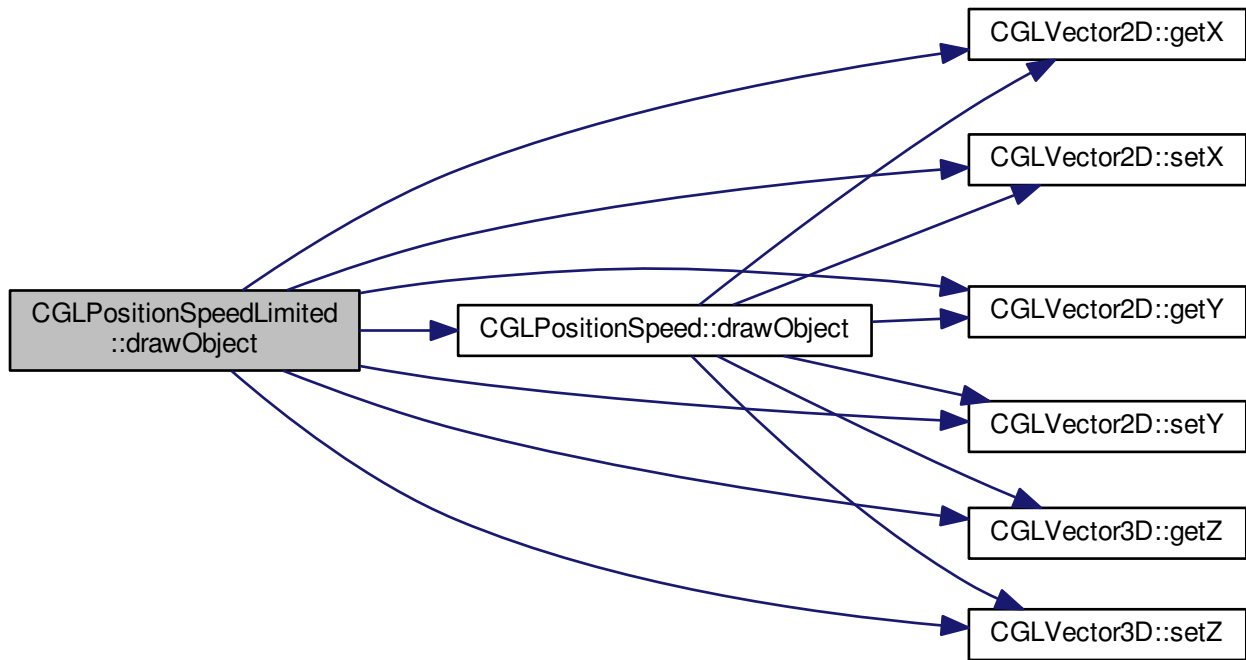 CGLVector2D::getX
CGLVector2D::setX
CGLPositionSpeedLimited
::drawObject
CGLPositionSpeed::drawObject
CGLVector2D::getY
CGLVector2D::setY
CGLVector3D::getZ
CGLVector3D::setZ